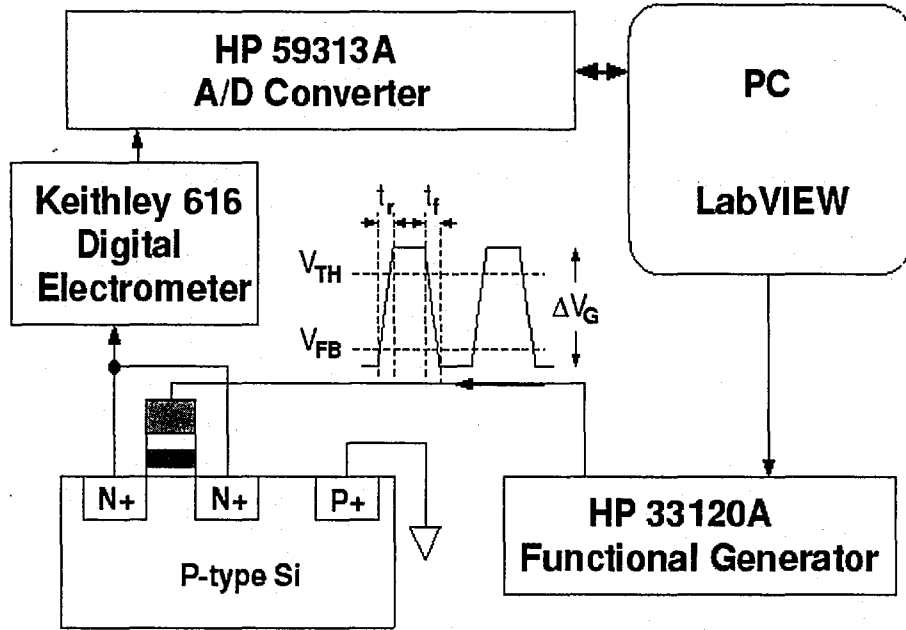 HP 59313A
A/D Converter
PC
LabVIEW
Keithley 616
Digital
Electrometer
tr
tf
VTH
VFB
ΔVG
N+
N+
P+
P-type Si
HP 33120A
Functional Generator